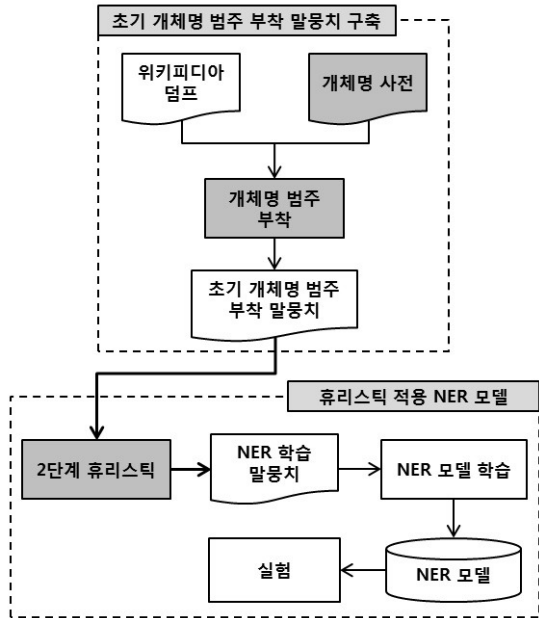 초기 개체명 범주 부착 말뭉치 구축
위키피디아
덤프
개체명 사전
개체명 범주
부착
초기 개체명 범주
부착 말뭉치
휴리스틱 적용 NER 모델
2단계 휴리스틱
NER 학습
말뭉치
NER 모델 학습
실험
NER 모델